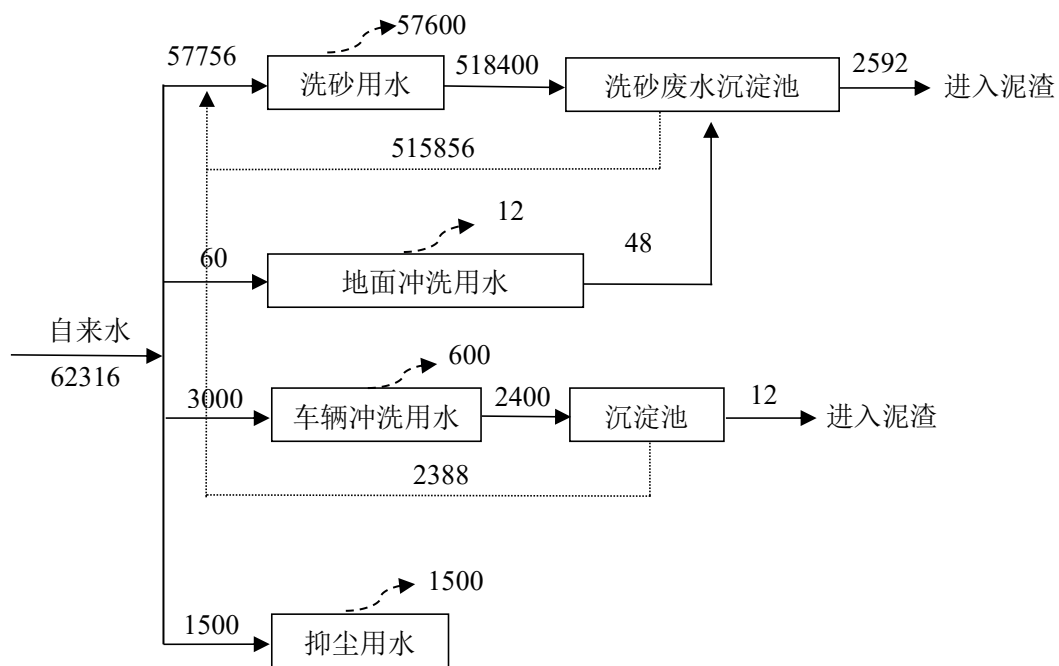 57600
57756
洗砂用水
518400
洗砂废水沉淀池
2592
进入泥渣
515856
12
60
地面冲洗用水
48
自来水
62316
600
3000
车辆冲洗用水
2400
沉淀池
12
进入泥渣
2388
1500
1500
抑尘用水